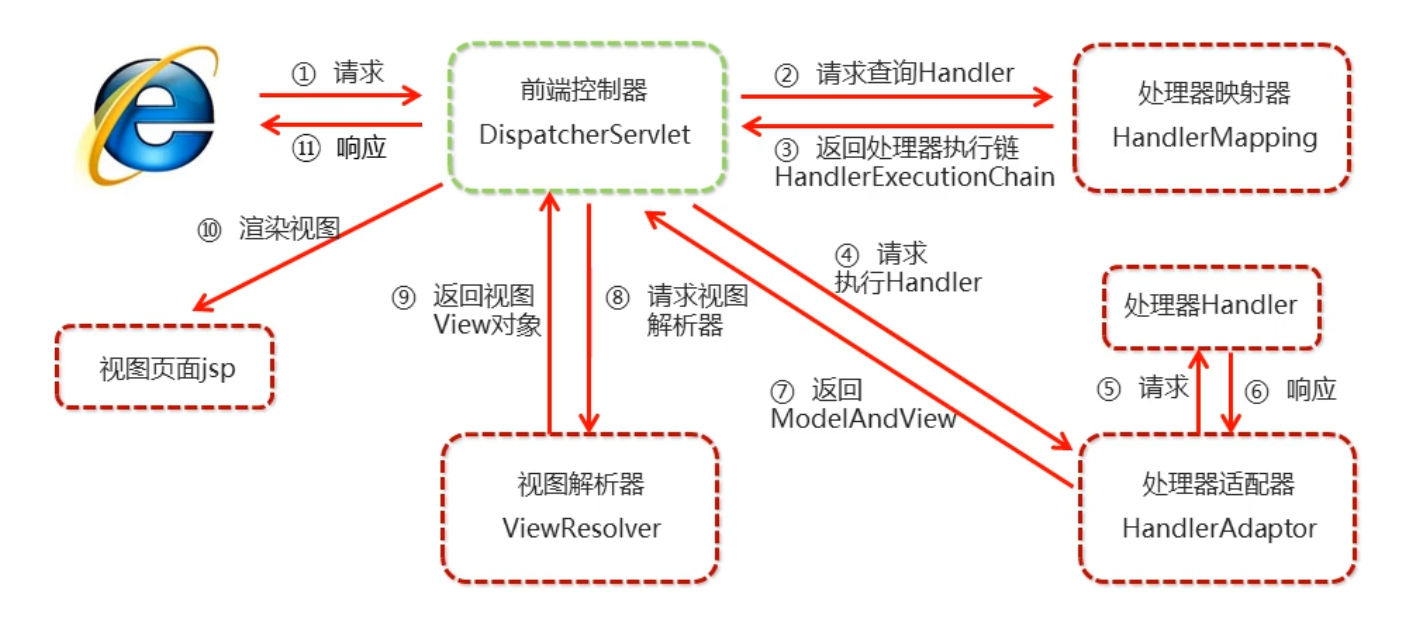 ① 请求
⑪ 响应
前端控制器
DispatcherServlet
② 请求查询Handler
③ 返回处理器执行链
HandlerExecutionChain
处理器映射器
HandlerMapping
⑩ 渲染视图
④ 请求
执行Handler
处理器Handler
⑨ 返回视图
View对象
⑧ 请求视图
解析器
视图页面jsp
⑦ 返回
ModelAndView
⑤ 请求
⑥ 响应
视图解析器
ViewResolver
处理器适配器
HandlerAdaptor